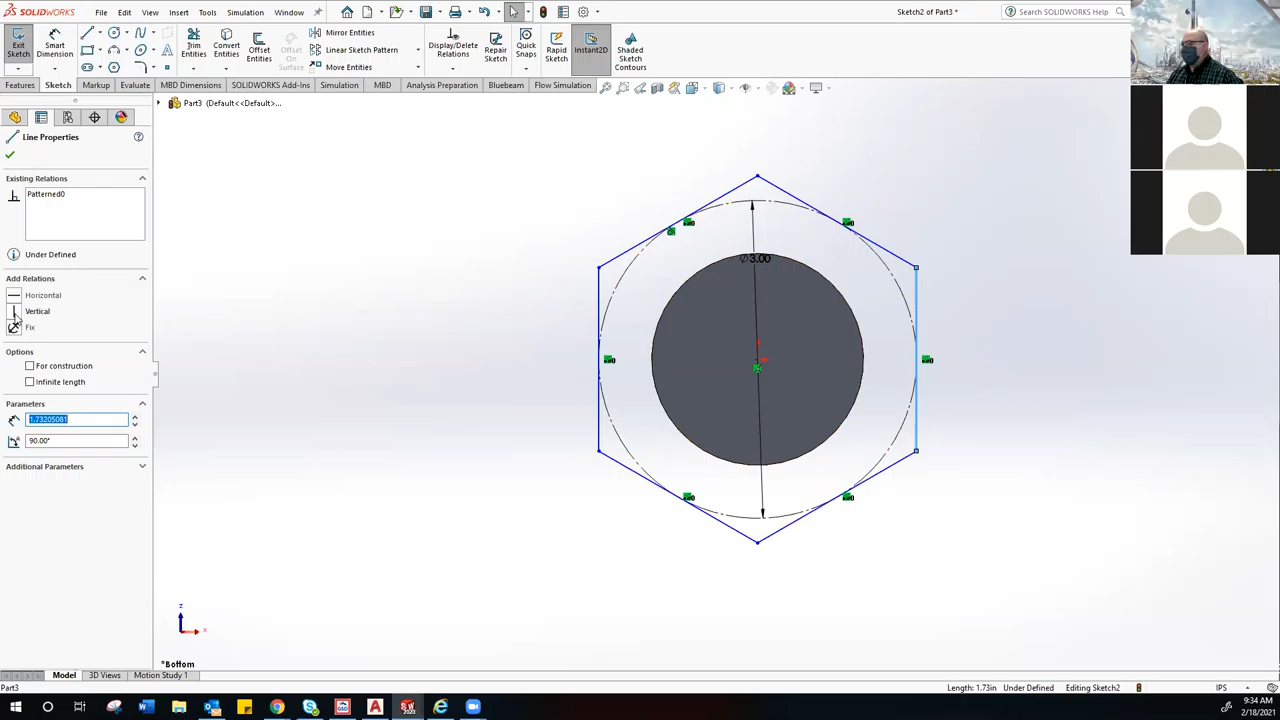 SOLIDWORKS File Edit View Insert Tools Simulation Window Sketch2 of Part3 * Search SOLIDWORKS Help
Exit Sketch
Smart Dimension
Trim Entities
Convert Entities
Offset Entities
Offset On Surface
Mirror Entities
Linear Sketch Pattern
Move Entities
Display/Delete Relations
Repair Sketch
Quick Snaps
Rapid Sketch
Instant2D
Shaded Sketch Contours
Features Sketch Markup Evaluate MBD Dimensions SOLIDWORKS Add-Ins Simulation MBD Analysis Preparation Bluebeam Flow Simulation
Part3 (Default<<Default>...
Line Properties
Existing Relations
Patterned0
Under Defined
Add Relations
Horizontal
Vertical
Fix
Options
For construction
Infinite length
Parameters
1.73205081
90.00°
Additional Parameters
⌀3.00
z
x
*Bottom
Model 3D Views Motion Study 1
Part3 Length: 1.73in Under Defined Editing Sketch2 IPS
9:34 AM
2/18/2021